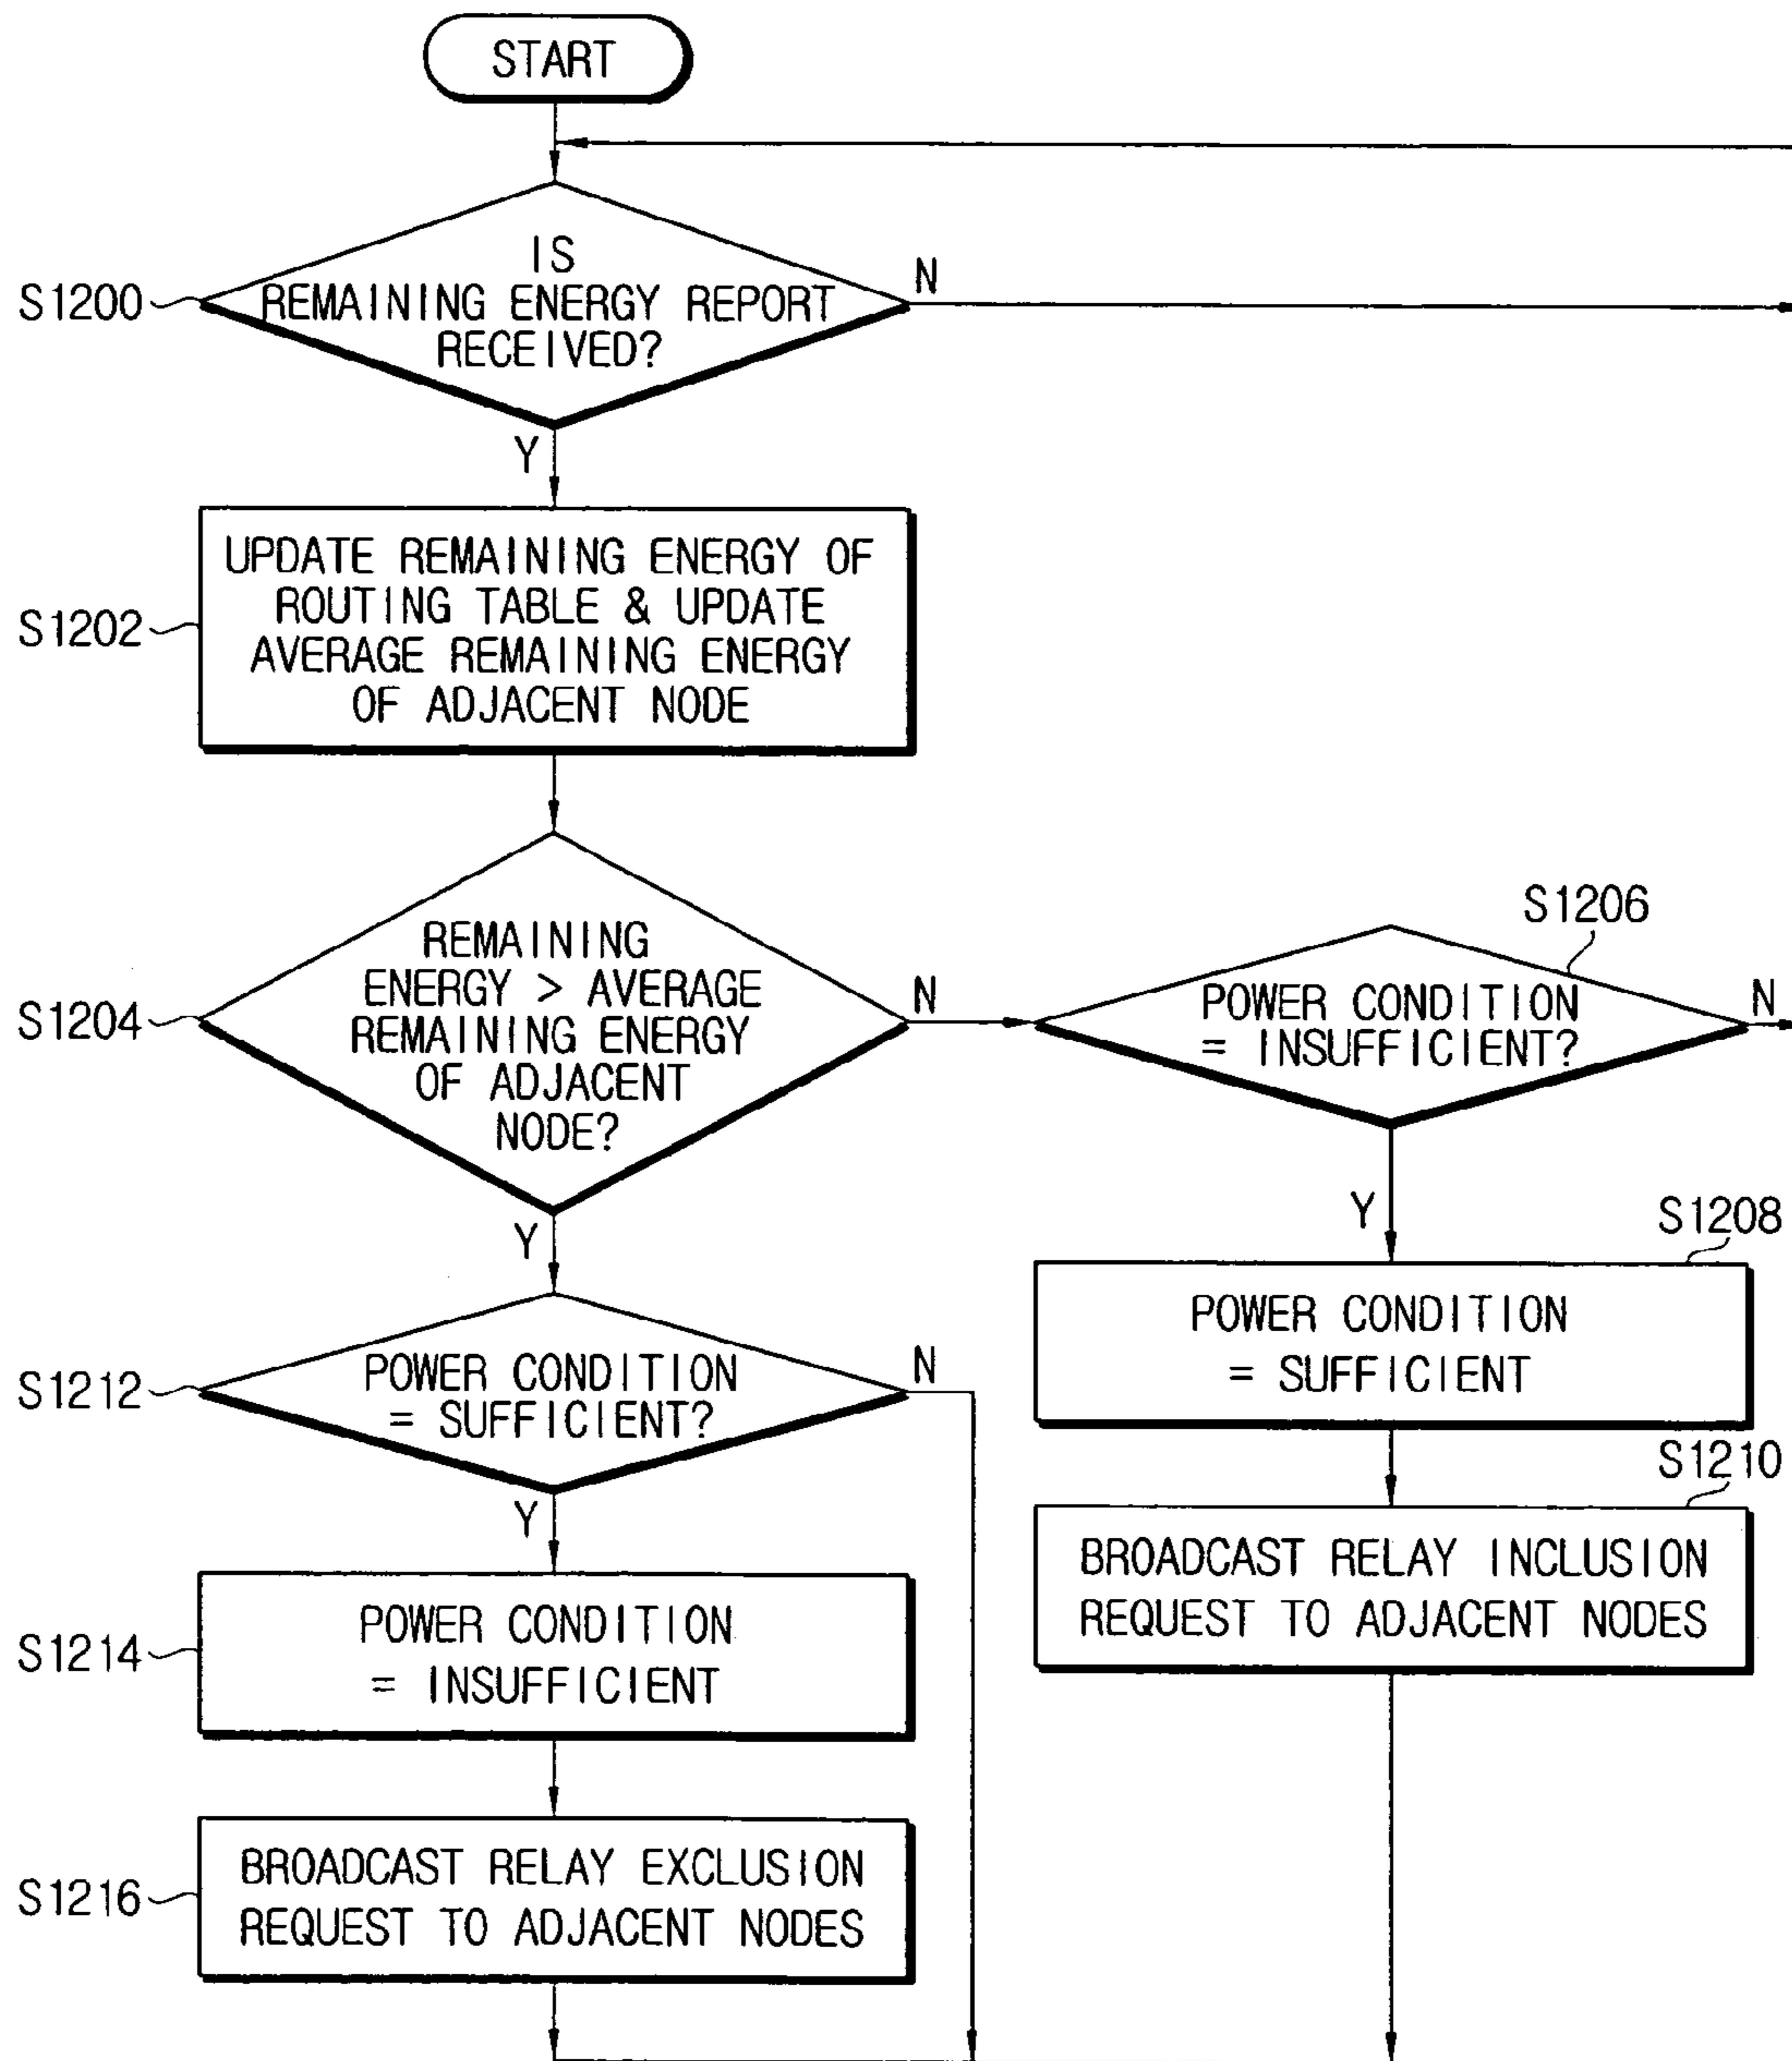 START
IS
REMAINING ENERGY REPORT
RECEIVED?
S1200
N
Y
UPDATE REMAINING ENERGY OF
ROUTING TABLE & UPDATE
AVERAGE REMAINING ENERGY
OF ADJACENT NODE
S1202
REMAINING
ENERGY > AVERAGE
REMAINING ENERGY
OF ADJACENT
NODE?
S1204
N
Y
S1206
POWER CONDITION
= INSUFFICIENT?
N
Y
S1208
POWER CONDITION
= SUFFICIENT
S1210
BROADCAST RELAY INCLUSION
REQUEST TO ADJACENT NODES
S1212
POWER CONDITION
= SUFFICIENT?
N
Y
S1214
POWER CONDITION
= INSUFFICIENT
S1216
BROADCAST RELAY EXCLUSION
REQUEST TO ADJACENT NODES